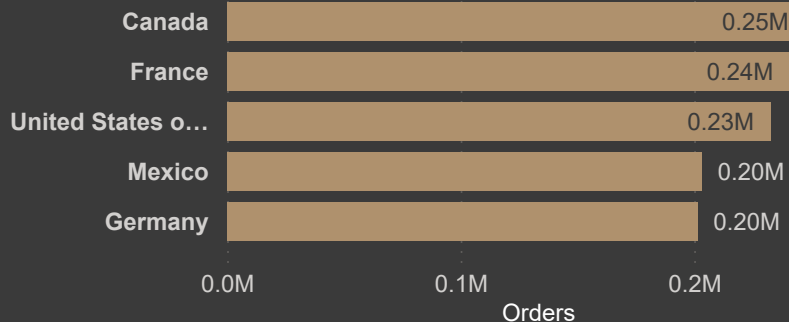 Canada 0.25M
France 0.24M
United States o... 0.23M
Mexico 0.20M
Germany 0.20M
0.0M 0.1M 0.2M
Orders